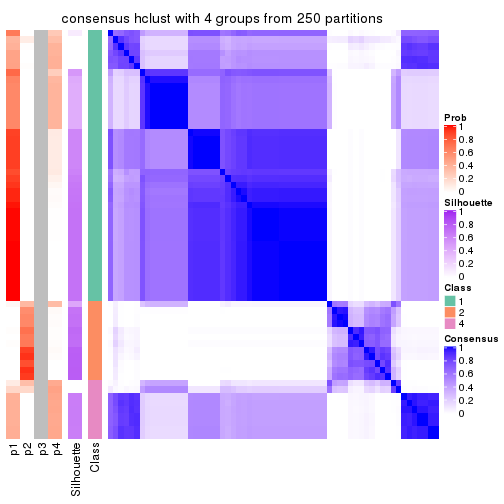 consensus hclust with 4 groups from 250 partitions
Prob
1
0.8
0.6
0.4
0.2
0
Silhouette
1
0.8
0.6
0.4
0.2
0
Class
1
2
4
Consensus
1
0.8
0.6
0.4
0.2
0
p1
p2
p3
p4
Silhouette
Class